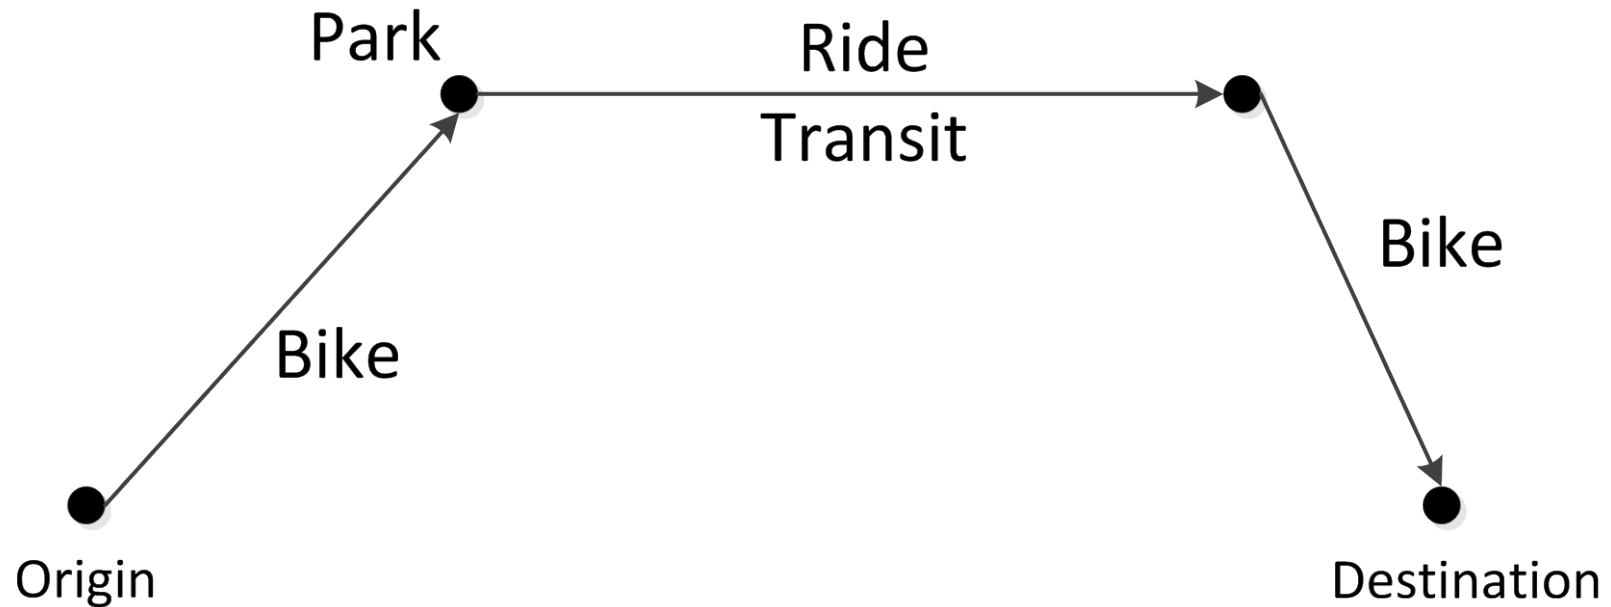 Park
Ride
Transit
Bike
Bike
Origin
Destination